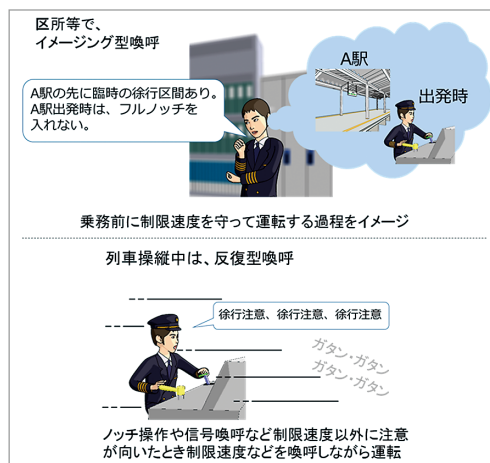 区所等で、
イメージング型喚呼
A駅の先に臨時の徐行区間あり。
A駅出発時は、フルノッチを
入れない。
A駅
出発時
乗務前に制限速度を守って運転する過程をイメージ
列車操縦中は、反復型喚呼
徐行注意、徐行注意、徐行注意
ガタン・ガタン
ガタン・ガタン
ノッチ操作や信号喚呼など制限速度以外に注意
が向いたとき制限速度などを喚呼しながら運転